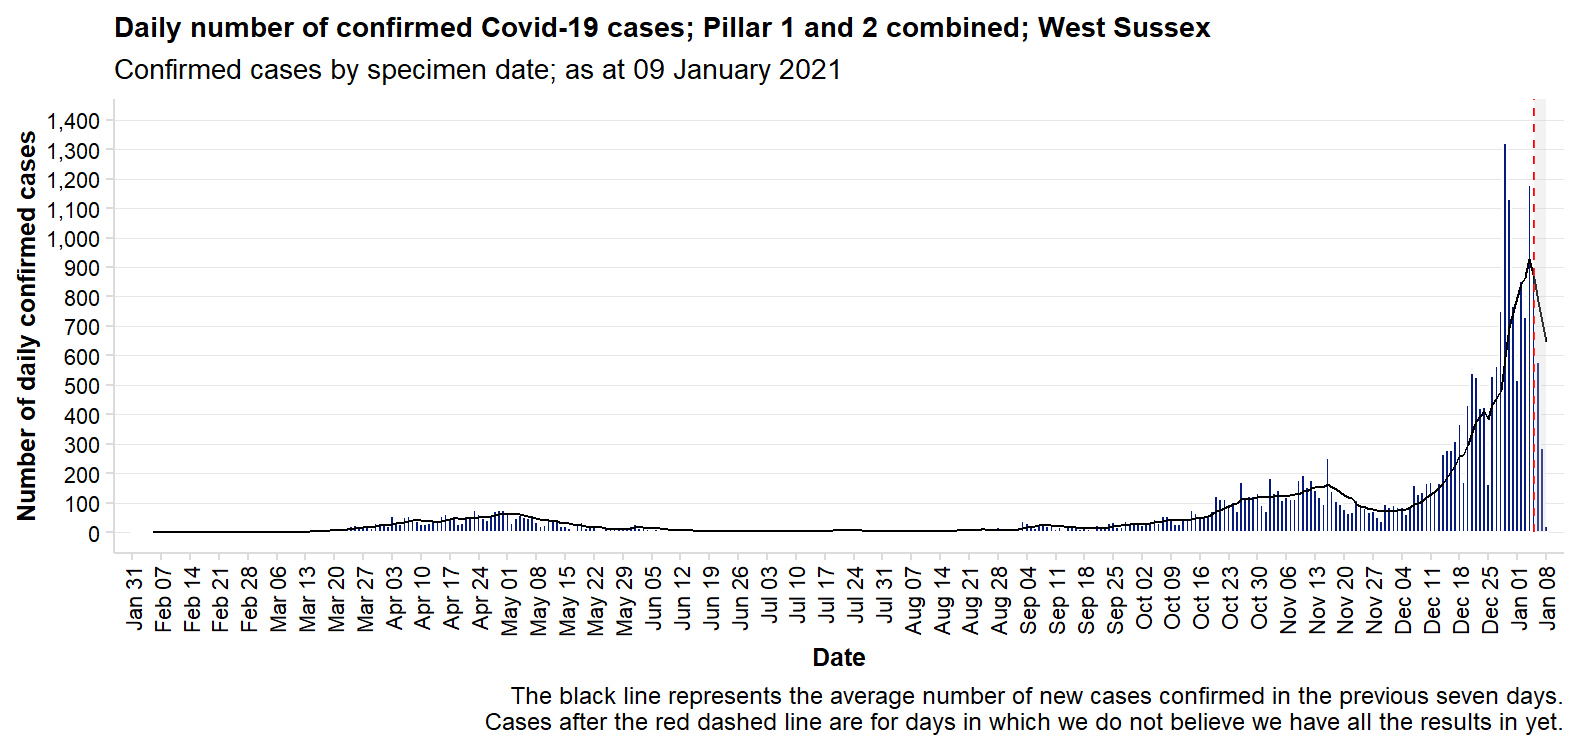 Daily number of confirmed Covid-19 cases; Pillar 1 and 2 combined; West Sussex
Confirmed cases by specimen date; as at 09 January 2021
Number of daily confirmed cases
1,400
1,300
1,200
1,100
1,000
900
800
700
600
500
400
300
200
100
0
Jan 31
Feb 07
Feb 14
Feb 21
Feb 28
Mar 06
Mar 13
Mar 20
Mar 27
Apr 03
Apr 10
Apr 17
Apr 24
May 01
May 08
May 15
May 22
May 29
Jun 05
Jun 12
Jun 19
Jun 26
Jul 03
Jul 10
Jul 17
Jul 24
Jul 31
Aug 07
Aug 14
Aug 21
Aug 28
Sep 04
Sep 11
Sep 18
Sep 25
Oct 02
Oct 09
Oct 16
Oct 23
Oct 30
Nov 06
Nov 13
Nov 20
Nov 27
Dec 04
Dec 11
Dec 18
Dec 25
Jan 01
Jan 08
Date
The black line represents the average number of new cases confirmed in the previous seven days.
Cases after the red dashed line are for days in which we do not believe we have all the results in yet.